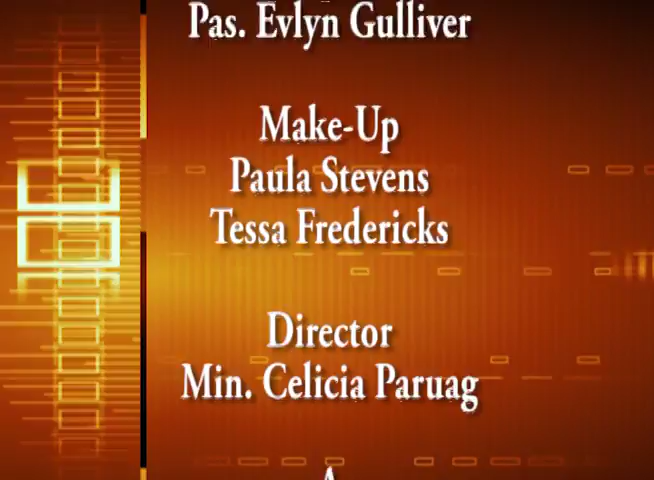 Pas. Evlyn Gulliver
Make-Up
Paula Stevens
Tessa Fredericks
Director
Min. Celicia Paruag